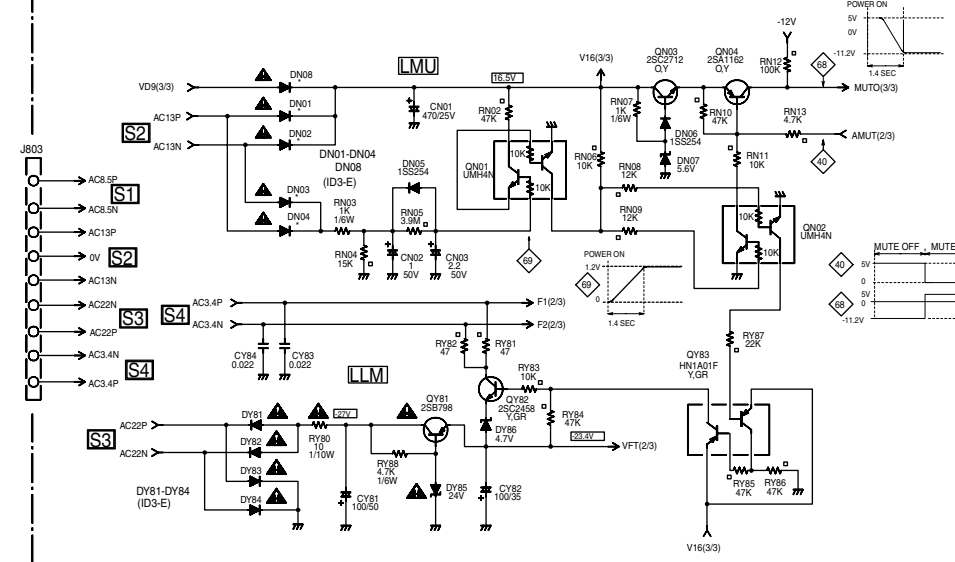 POWER ON
5V
0V
-11.2V
1.4 SEC
-12V
LMU
V16(3/3)
QN03
2SC2712
O,Y
QN04
2SA1162
O,Y
RN12
100K
68
VD9(3/3)
DN08
*
16.5V
MUTO(3/3)
AC13P
DN01
*
CN01
470/25V
RN02
47K
RN07
1K
1/6W
RN10
47K
RN13
4.7K
S2
AC13N
DN02
*
DN06
1SS254
AMUT(2/3)
J803
DN01-DN04
DN08
(ID3-E)
DN05
1SS254
QN01
UMH4N
10K
10K
RN06
10K
DN07
5.6V
RN11
10K
40
AC8.5P
S1
DN03
*
RN08
12K
AC8.5N
DN04
*
RN03
1K
1/6W
RN05
3.9M
RN09
12K
10K
10K
QN02
UMH4N
AC13P
RN04
15K
CN02
1
50V
CN03
2.2
50V
69
0V
S2
POWER ON
1.2V
0
1.4 SEC
69
MUTE OFF , MUTE
40
5V
0
AC13N
68
5V
0
-11.2V
AC22N
S3
S4
AC3.4P
F1(2/3)
AC22P
AC3.4N
F2(2/3)
AC3.4N
S4
CY84
0.022
CY83
0.022
RY82
47
RY81
47
RY87
22K
AC3.4P
LLM
RY83
10K
QY83
HN1A01F
Y,GR
QY81
2SB798
QY82
2SC2458
Y,GR
RY84
47K
AC22P
DY81
-27V
DY86
4.7V
-23.4V
S3
AC22N
DY82
RY80
10
1/10W
VFT(2/3)
DY83
RY88
4.7K
1/6W
RY85
47K
RY86
47K
DY81-DY84
(ID3-E)
DY84
CY81
100/50
DY85
24V
CY82
100/35
V16(3/3)